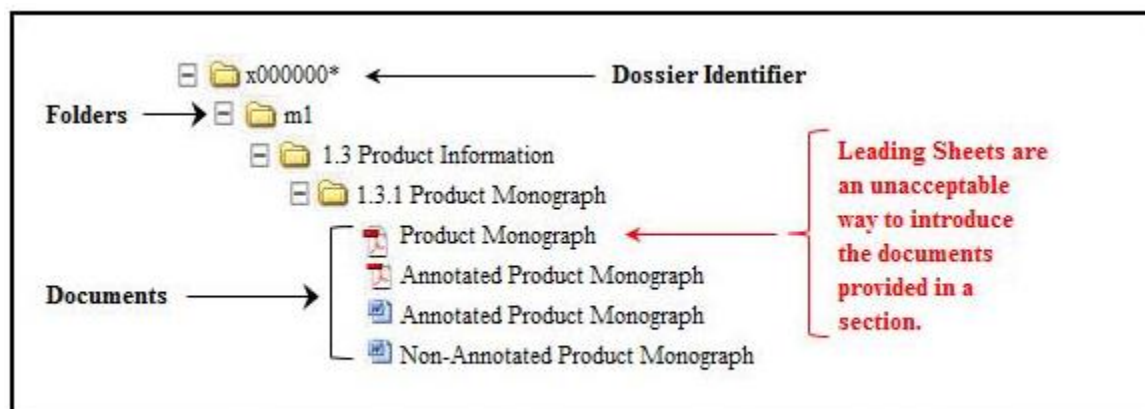 x000000*
Dossier Identifier
Folders
m1
1.3 Product Information
1.3.1 Product Monograph
Leading Sheets are
an unacceptable
way to introduce
the documents
provided in a
section.
Documents
Product Monograph
Annotated Product Monograph
Annotated Product Monograph
Non-Annotated Product Monograph